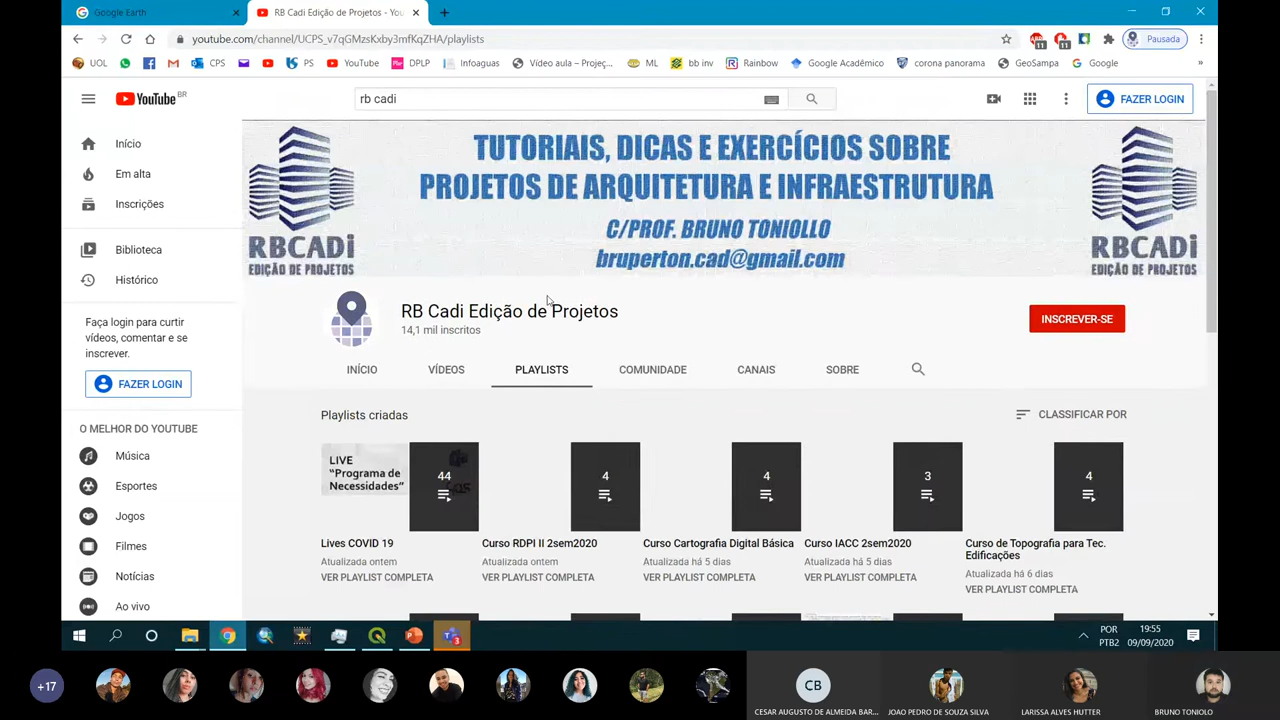 Google Earth
RB Cadi Edição de Projetos - You
youtube.com/channel/UCPS_v7qGMzsKxby3mfKqZHA/playlists
11
11
Pausada
UOL
CPS
PS
YouTube
DPLP
Infoaguas
Vídeo aula – Projeç...
ML
bb inv
Rainbow
Google Acadêmico
corona panorama
GeoSampa
Google
»
YouTube BR
rb cadi
FAZER LOGIN
Início
Em alta
Inscrições
Biblioteca
Histórico
Faça login para curtir
vídeos, comentar e se
inscrever.
FAZER LOGIN
O MELHOR DO YOUTUBE
Música
Esportes
Jogos
Filmes
Notícias
Ao vivo
RBCADi
EDIÇÃO DE PROJETOS
TUTORIAIS, DICAS E EXERCÍCIOS SOBRE
PROJETOS DE ARQUITETURA E INFRAESTRUTURA
C/PROF. BRUNO TONIOLLO
bruperton.cad@gmail.com
RBCADi
EDIÇÃO DE PROJETOS
RB Cadi Edição de Projetos
14,1 mil inscritos
INSCREVER-SE
INÍCIO
VÍDEOS
PLAYLISTS
COMUNIDADE
CANAIS
SOBRE
Playlists criadas
CLASSIFICAR POR
LIVE
"Programa de
Necessidades"
44
Lives COVID 19
Atualizada ontem
VER PLAYLIST COMPLETA
4
Curso RDPI II 2sem2020
Atualizada ontem
VER PLAYLIST COMPLETA
4
Curso Cartografia Digital Básica
Atualizada há 5 dias
VER PLAYLIST COMPLETA
3
Curso IACC 2sem2020
Atualizada há 5 dias
VER PLAYLIST COMPLETA
4
Curso de Topografia para Tec.
Edificações
Atualizada há 6 dias
VER PLAYLIST COMPLETA
POR
PTB2
19:55
09/09/2020
+17
CB
CESAR AUGUSTO DE ALMEIDA BAR...
JOAO PEDRO DE SOUZA SILVA
LARISSA ALVES HUTTER
BRUNO TONIOLO